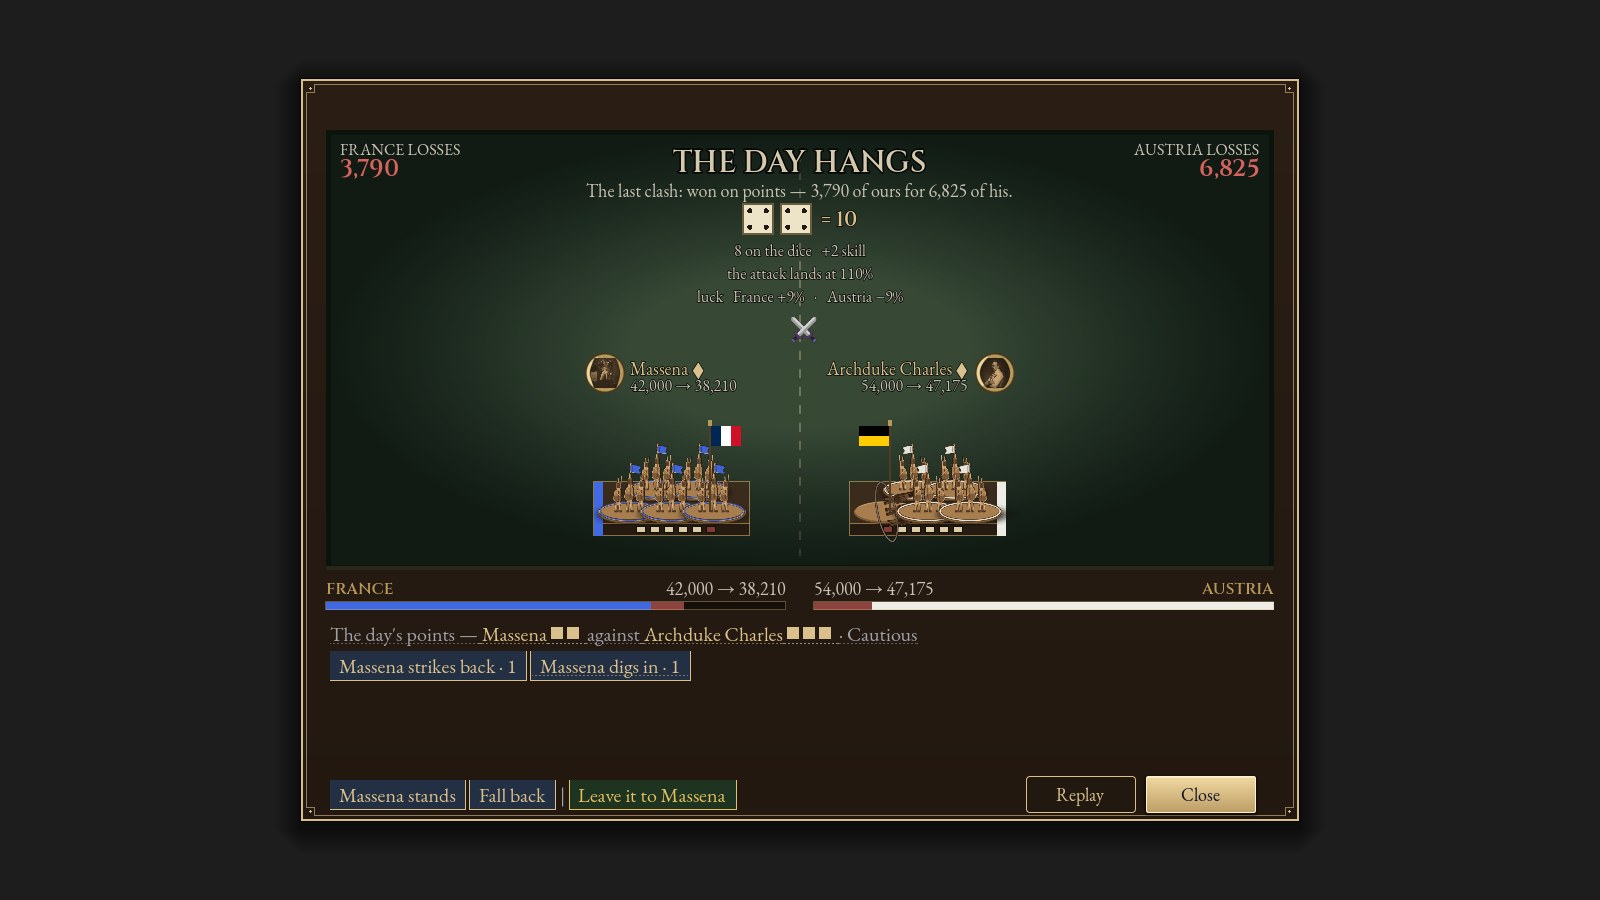 FRANCE LOSSES
3,790
THE DAY HANGS
AUSTRIA LOSSES
6,825
The last clash: won on points — 3,790 of ours for 6,825 of his.
= 10
8 on the dice +2 skill
the attack lands at 110%
luck France +9% · Austria −9%
Massena
42,000 → 38,210
Archduke Charles
54,000 → 47,175
FRANCE
42,000 → 38,210
54,000 → 47,175
AUSTRIA
The day's points — Massena against Archduke Charles · Cautious
Massena strikes back · 1
Massena digs in · 1
Massena stands
Fall back
|
Leave it to Massena
Replay
Close